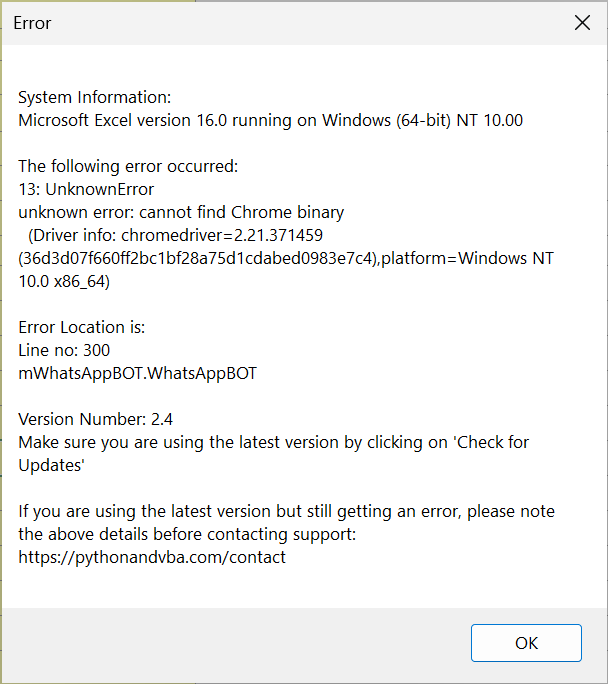 Error
System Information:
Microsoft Excel version 16.0 running on Windows (64-bit) NT 10.00
The following error occurred:
13: UnknownError
unknown error: cannot find Chrome binary
(Driver info: chromedriver=2.21.371459
(36d3d07f660ff2bc1bf28a75d1cdabed0983e7c4),platform=Windows NT
10.0 x86_64)
Error Location is:
Line no: 300
mWhatsAppBOT.WhatsAppBOT
Version Number: 2.4
Make sure you are using the latest version by clicking on 'Check for
Updates'
If you are using the latest version but still getting an error, please note
the above details before contacting support:
https://pythonandvba.com/contact
OK